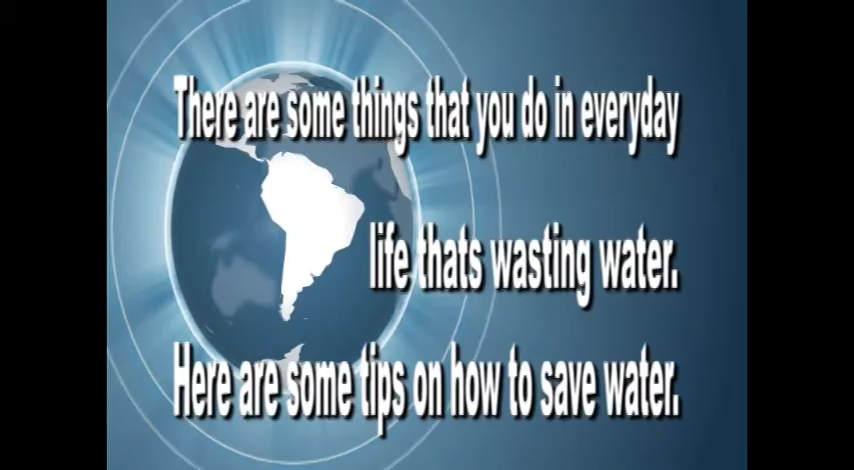 There are some things that you do in everyday
life thats wasting water.
Here are some tips on how to save water.